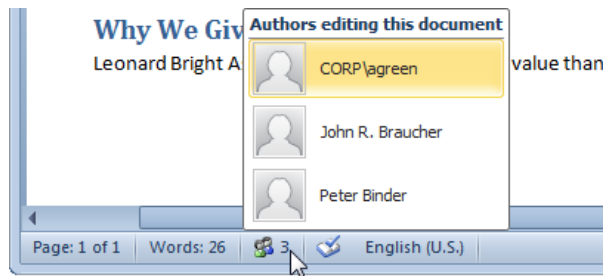 Why We Giv
Authors editing this document
Leonard Bright A
value than
CORP\agreen
John R. Braucher
Peter Binder
Page: 1 of 1
Words: 26
3
English (U.S.)